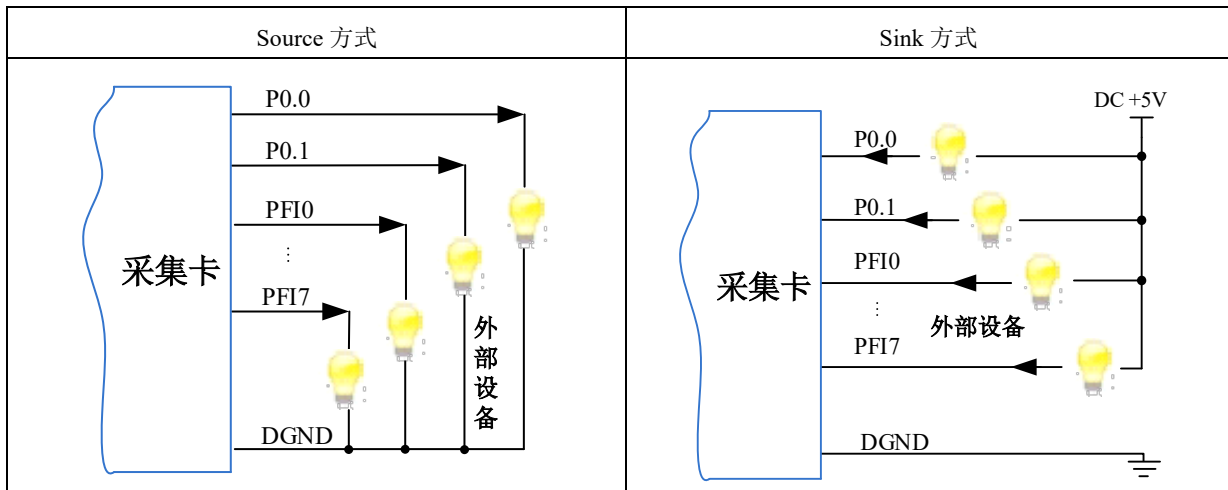 Source 方式
Sink 方式
P0.0
P0.1
PFI0
⋮
PFI7
DGND
采集卡
外部设备
DC +5V
P0.0
P0.1
PFI0
⋮
PFI7
DGND
采集卡
外部设备